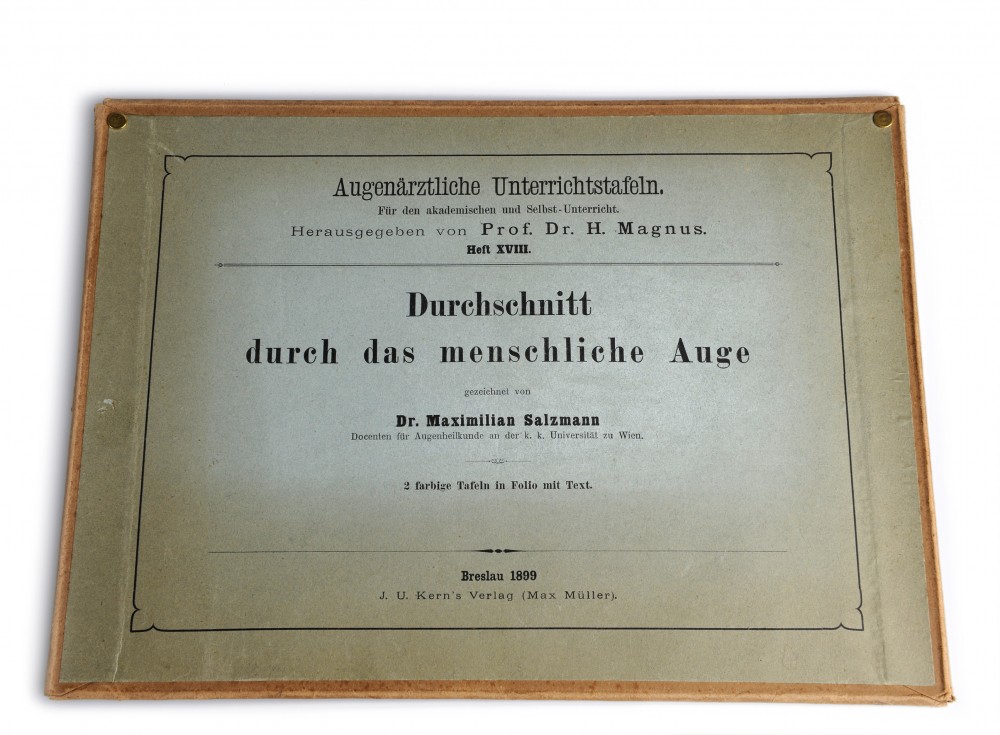 Augenärztliche Unterrichtstafeln.
Für den akademischen und Selbst-Unterricht.
Herausgegeben von Prof. Dr. H. Magnus.
Heft XVIII.
Durchschnitt
durch das menschliche Auge
gezeichnet von
Dr. Maximilian Salzmann
Docenten für Augenheilkunde an der k. k. Universität zu Wien.
2 farbige Tafeln in Folio mit Text.
Breslau 1899
J. U. Kern's Verlag (Max Müller).